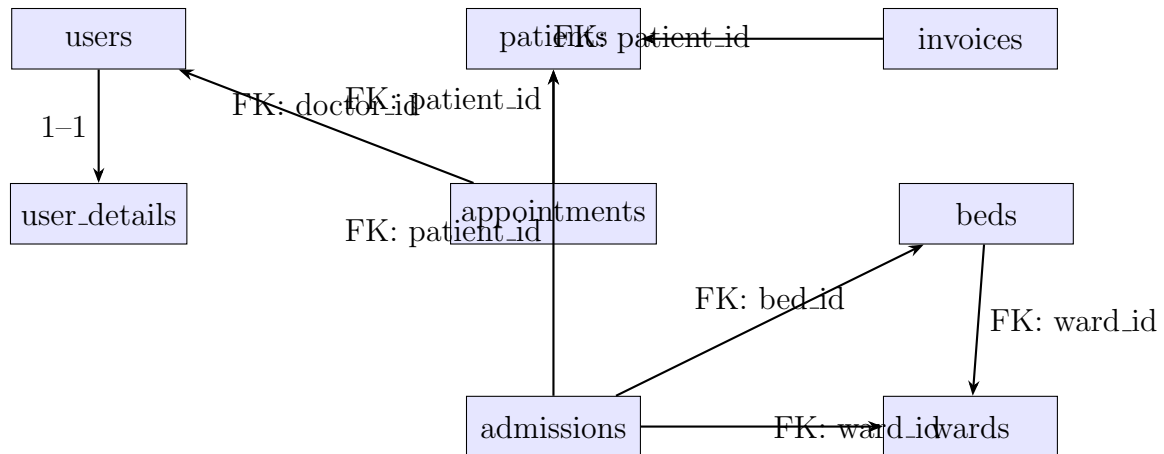 users
patients
FK: patient_id
invoices
FK: doctor_id
FK: patient_id
1–1
user_details
appointments
beds
FK: patient_id
FK: bed_id
FK: ward_id
admissions
FK: ward_id
wards